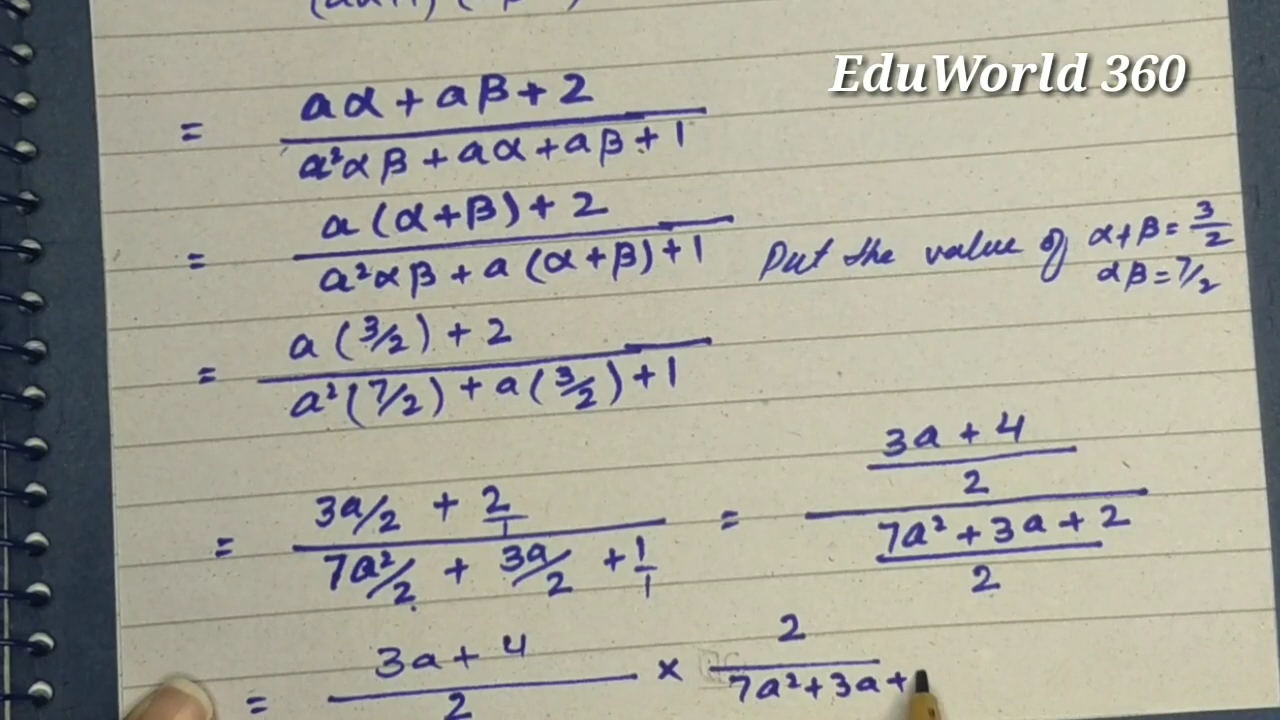 EduWorld 360
= aα + aβ + 2
a²αβ + aα + aβ + 1
= a (α+β) + 2
a²αβ + a (α+β) + 1
Put the value of α+β = 3/2
αβ = 7/2
= a (3/2) + 2
a² (7/2) + a (3/2) + 1
= 3a/2 + 2/1
7a²/2 + 3a/2 + 1/1
= 3a + 4
2
7a² + 3a + 2
2
= 3a + 4
2
× 2
7a² + 3a +